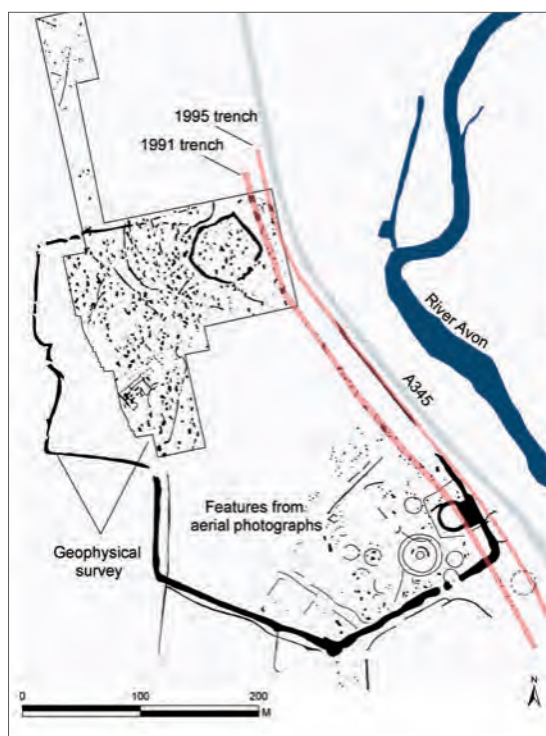 1995 trench
1991 trench
River Avon
A345
Features from
aerial photographs
Geophysical
survey
0 100 200
M
N